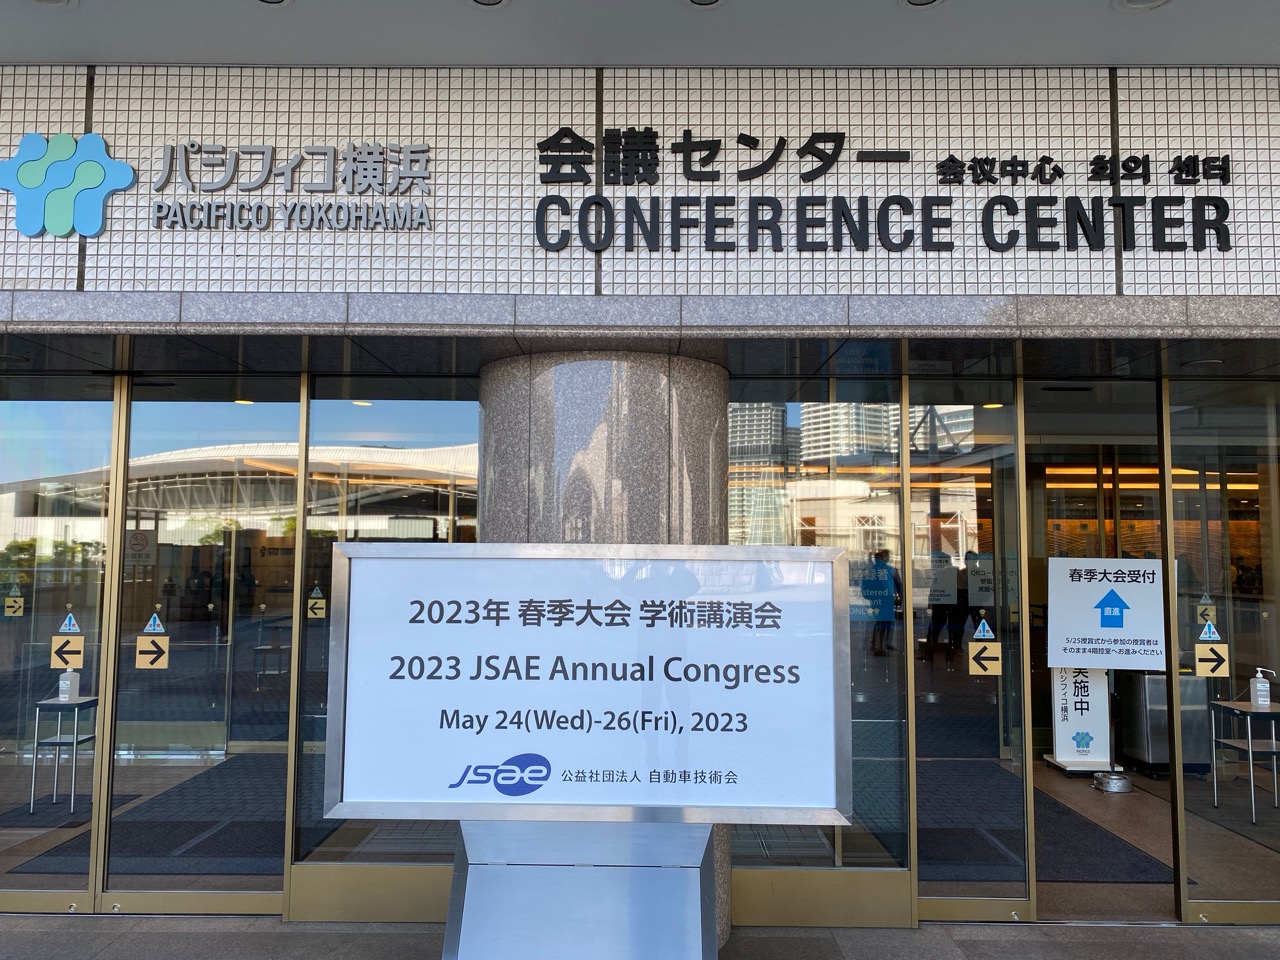 パシフィコ横浜
PACIFICO YOKOHAMA
会議センター 会议中心 회의 센터
CONFERENCE CENTER
2023年 春季大会 学術講演会
2023 JSAE Annual Congress
May 24(Wed)-26(Fri), 2023
JSAE 公益社団法人 自動車技術会
春季大会受付
直進
5/25授賞式から参加の授賞者は
そのまま4階控室へお進みください
実施中
パシフィコ横浜
PACIFICO